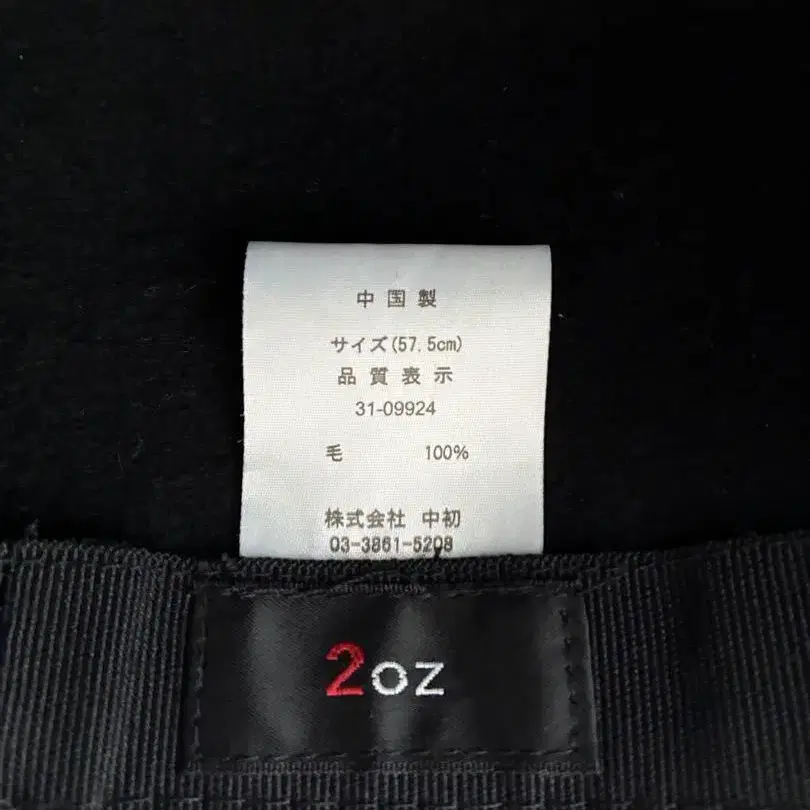 中国製
サイズ(57.5cm)
品質表示
31-09924
毛 100%
株式会社 中初
03-3861-5208
2oz